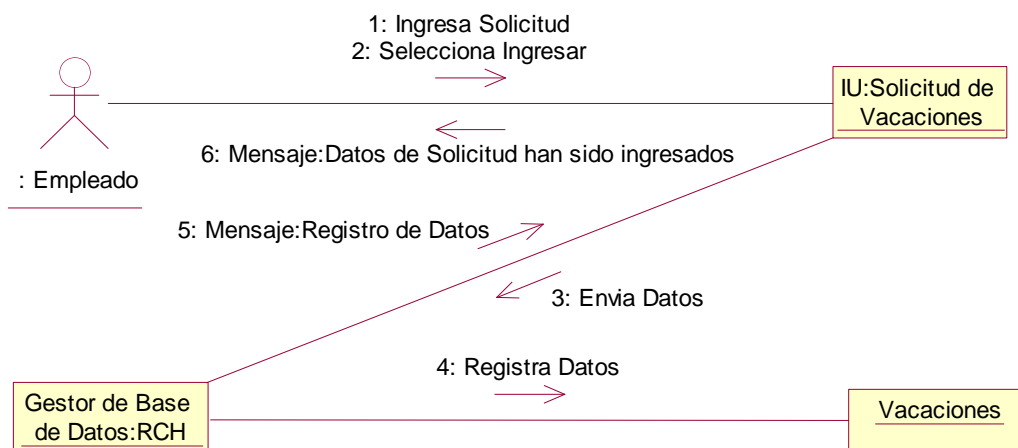 1: Ingresa Solicitud
2: Selecciona Ingresar
IU:Solicitud de
Vacaciones
6: Mensaje:Datos de Solicitud han sido ingresados
: Empleado
5: Mensaje:Registro de Datos
3: Envia Datos
4: Registra Datos
Gestor de Base
de Datos:RCH
Vacaciones